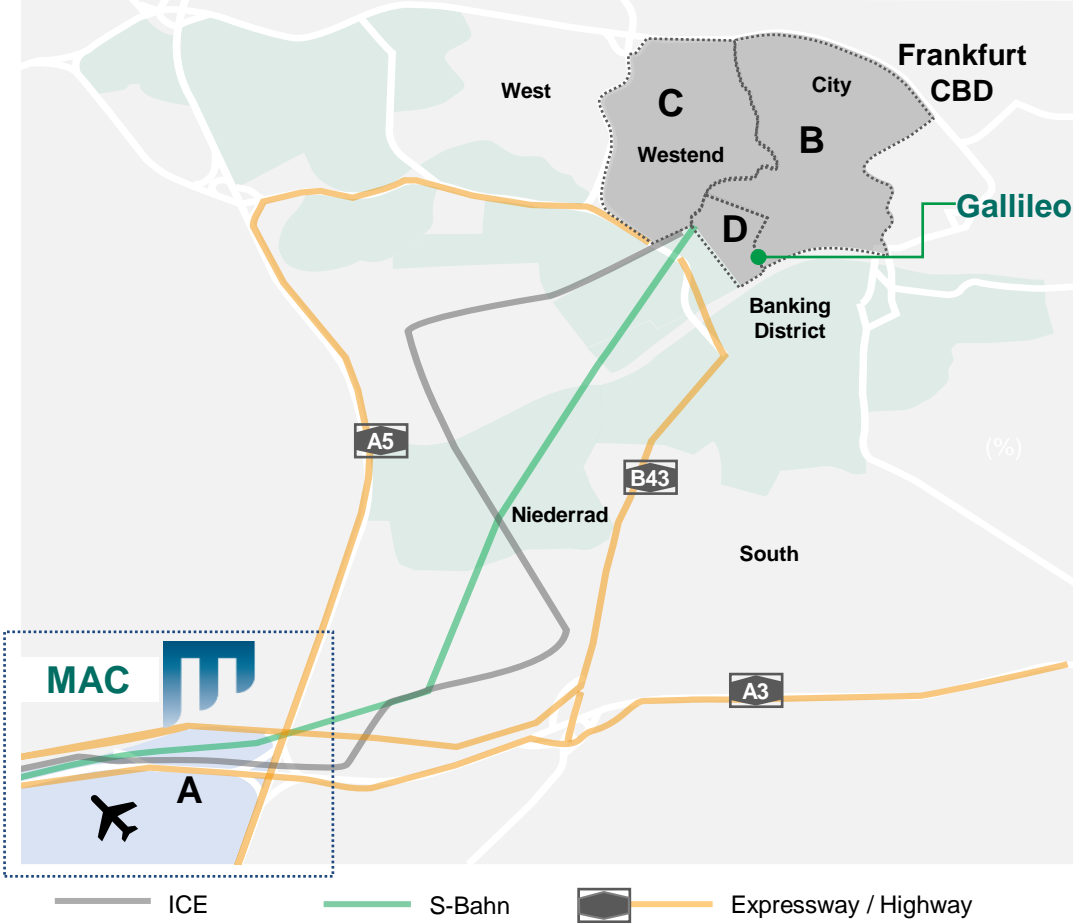 Frankfurt
CBD
City
West
C
B
Westend
Gallileo
D
Banking
District
A5
(%)
B43
Niederrad
South
MAC
A3
A
ICE
S-Bahn
Expressway / Highway